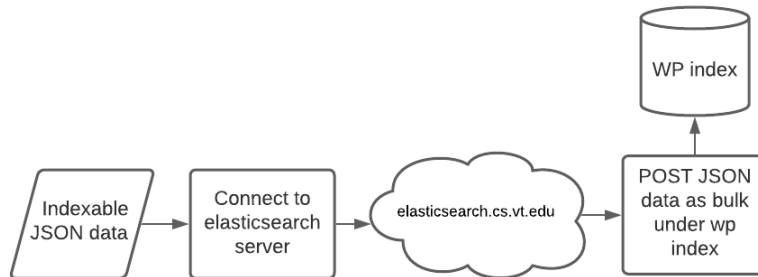 WP index
Indexable
JSON data
Connect to
elasticsearch
server
elasticsearch.cs.vt.edu
POST JSON
data as bulk
under wp
index